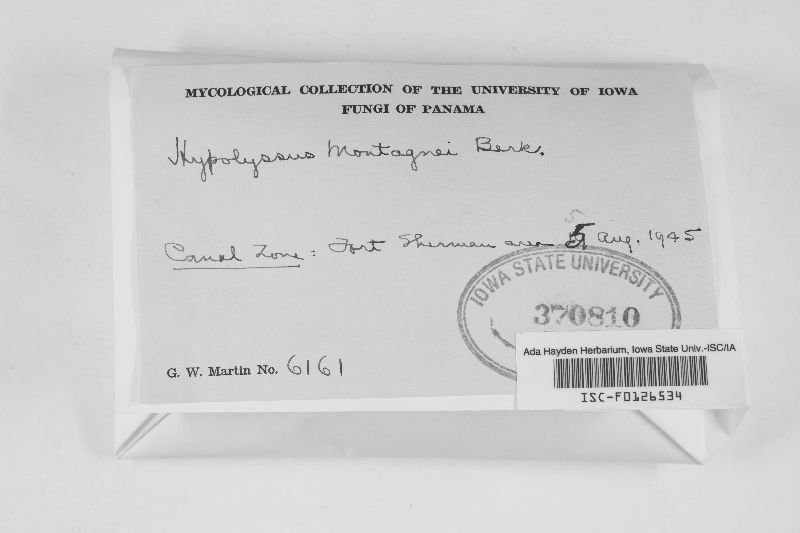 MYCOLOGICAL COLLECTION OF THE UNIVERSITY OF IOWA
FUNGI OF PANAMA
Hypolyssus Montagnei Berk.
5
Canal Zone: Fort Sherman area 5 Aug. 1945
IOWA STATE UNIVERSITY
370810
Ada Hayden Herbarium, Iowa State Univ.-ISC/IA
ISC-F0126534
G. W. Martin No. 6161